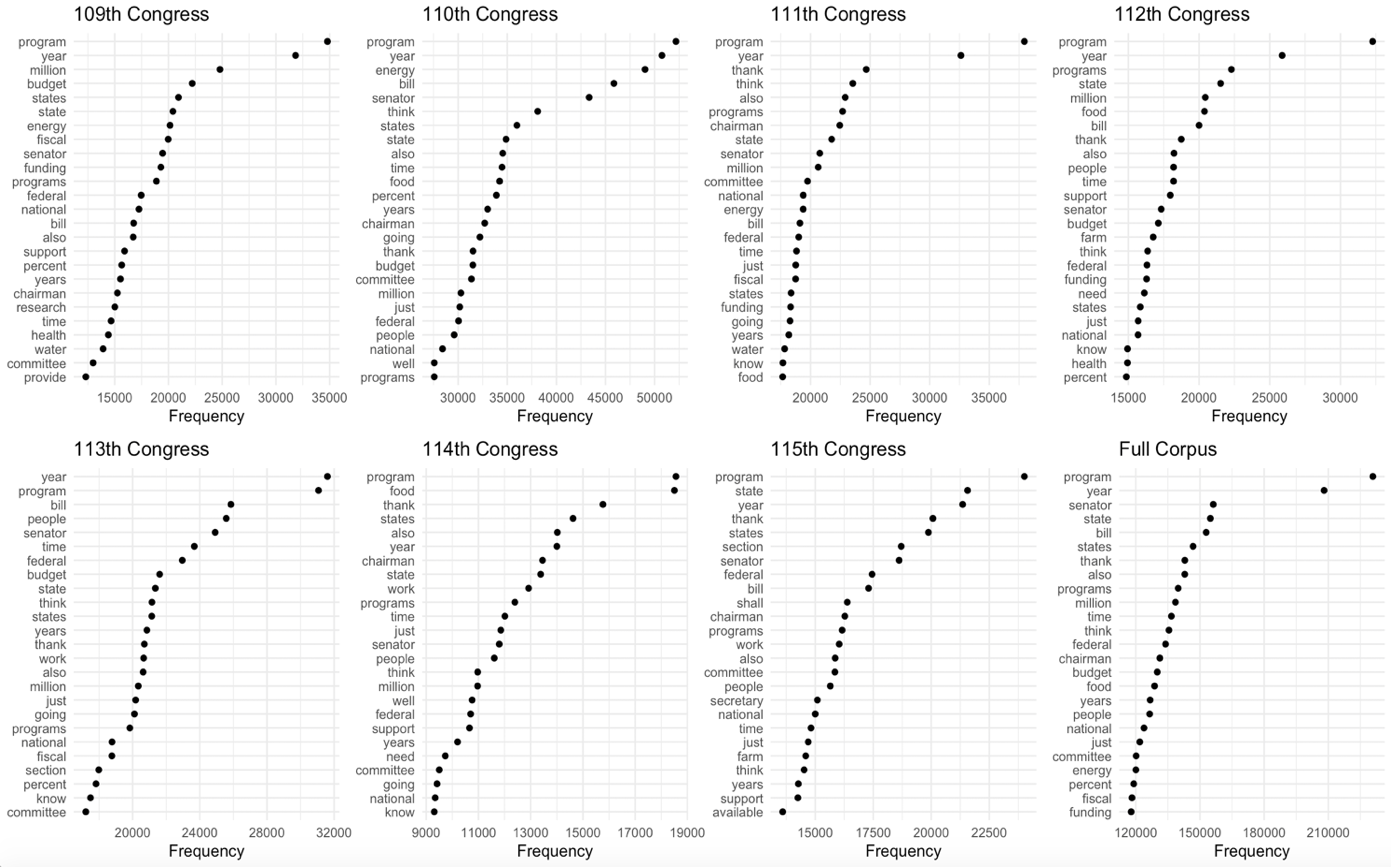 109th Congress
program
year
million
budget
states
state
energy
fiscal
senator
funding
programs
federal
national
bill
also
support
percent
years
chairman
research
time
health
water
committee
provide
15000 20000 25000 30000 35000
Frequency
110th Congress
program
year
energy
bill
senator
think
states
state
also
time
food
percent
years
chairman
going
thank
budget
committee
million
just
federal
people
national
well
programs
30000 35000 40000 45000 50000
Frequency
111th Congress
program
year
thank
think
also
programs
chairman
state
senator
million
committee
national
energy
bill
federal
time
just
fiscal
states
funding
going
years
water
know
food
20000 25000 30000 35000
Frequency
112th Congress
program
year
programs
state
million
food
bill
thank
also
people
time
support
senator
budget
farm
think
federal
funding
need
states
just
national
know
health
percent
15000 20000 25000 30000
Frequency
113th Congress
year
program
bill
people
senator
time
federal
budget
state
think
states
years
thank
work
also
million
just
going
programs
national
fiscal
section
percent
know
committee
20000 24000 28000 32000
Frequency
114th Congress
program
food
thank
states
also
year
chairman
state
work
programs
time
just
senator
people
think
million
well
federal
support
years
need
committee
going
national
know
9000 11000 13000 15000 17000 19000
Frequency
115th Congress
program
state
year
thank
states
section
senator
federal
bill
shall
chairman
programs
work
also
committee
people
secretary
national
time
just
farm
think
years
support
available
15000 17500 20000 22500
Frequency
Full Corpus
program
year
senator
state
bill
states
thank
also
programs
million
time
think
federal
chairman
budget
food
years
people
national
just
committee
energy
percent
fiscal
funding
120000 150000 180000 210000
Frequency